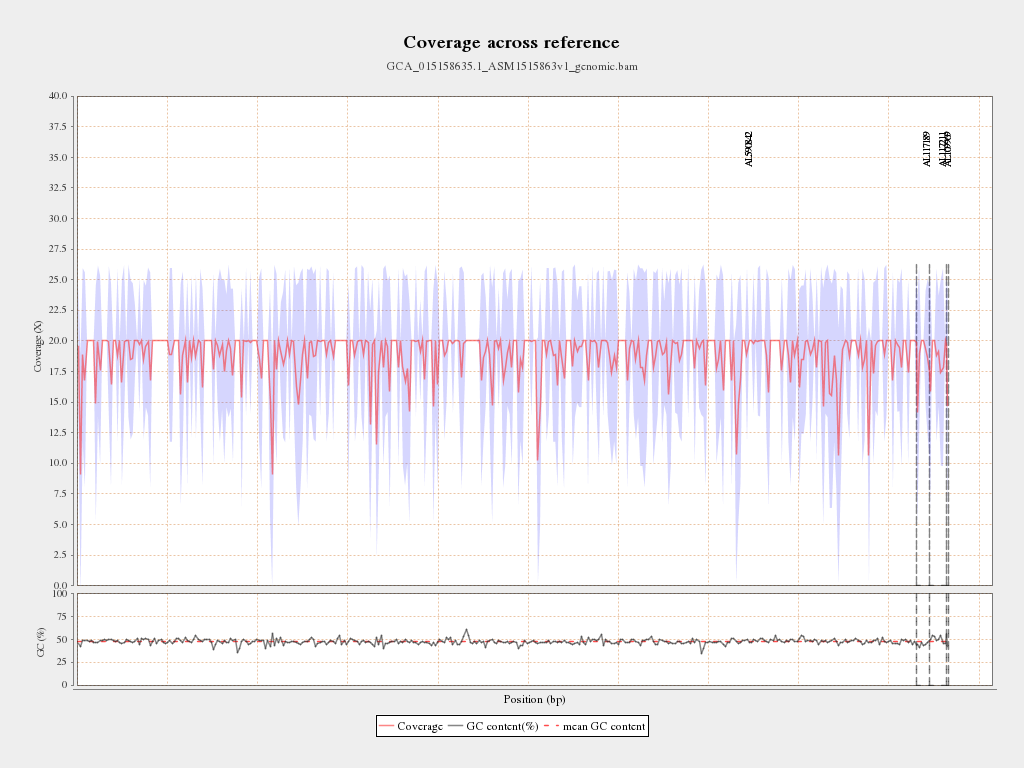 Coverage across reference
GCA_015158635.1_ASM1515863v1_genomic.bam
40.0
37.5
35.0
32.5
30.0
27.5
25.0
22.5
20.0
17.5
15.0
12.5
10.0
7.5
5.0
2.5
0.0
Coverage (X)
AL590842
AL117189
AL117211
AL109969
100
75
50
25
0
GC (%)
Position (bp)
Coverage GC content(%) mean GC content